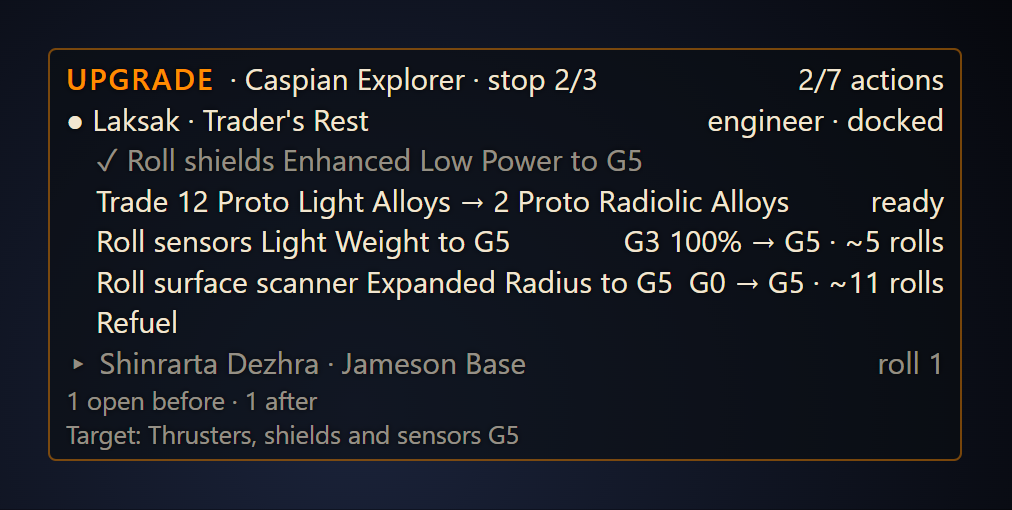 UPGRADE · Caspian Explorer · stop 2/3 2/7 actions
● Laksak · Trader's Rest engineer · docked
✓ Roll shields Enhanced Low Power to G5
Trade 12 Proto Light Alloys → 2 Proto Radiolic Alloys ready
Roll sensors Light Weight to G5 G3 100% → G5 · ~5 rolls
Roll surface scanner Expanded Radius to G5 G0 → G5 · ~11 rolls
Refuel
▸ Shinrarta Dezhra · Jameson Base roll 1
1 open before · 1 after
Target: Thrusters, shields and sensors G5